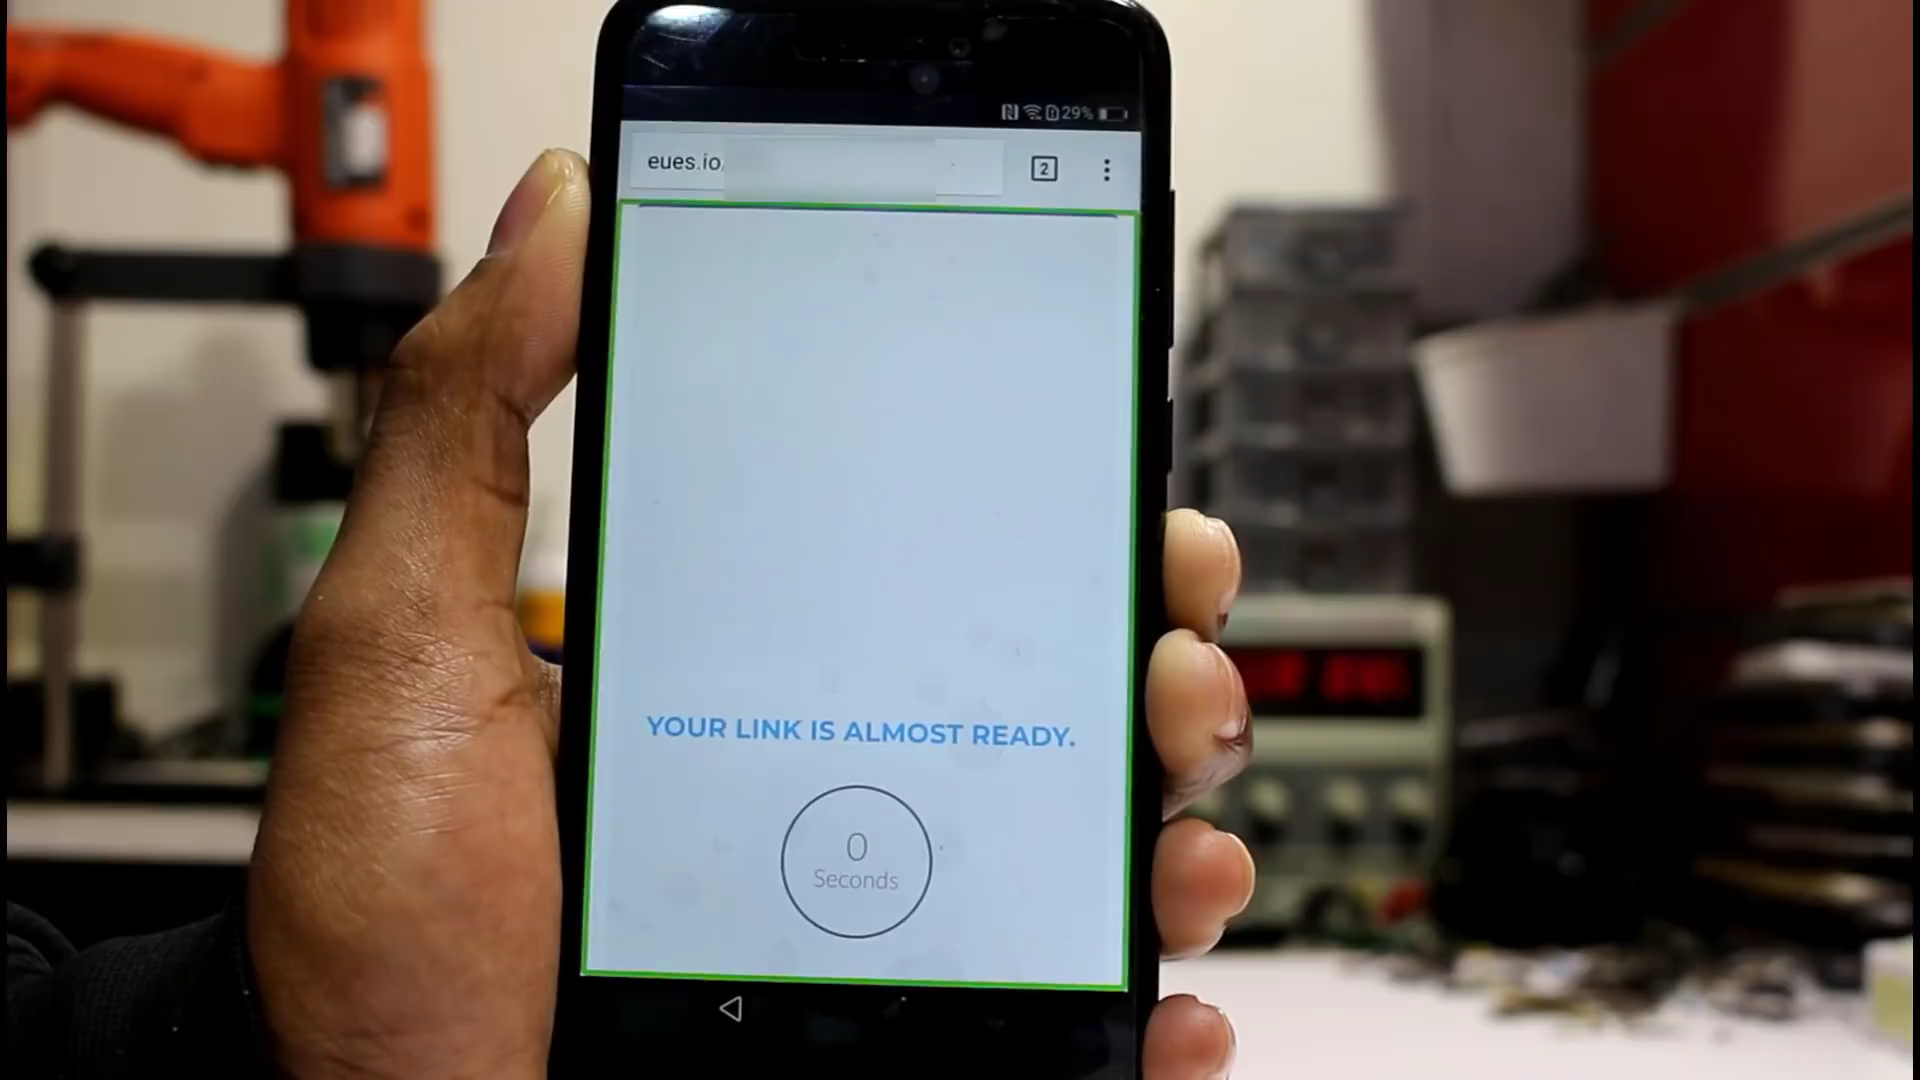 29%
eues.io/
2
YOUR LINK IS ALMOST READY.
0
Seconds